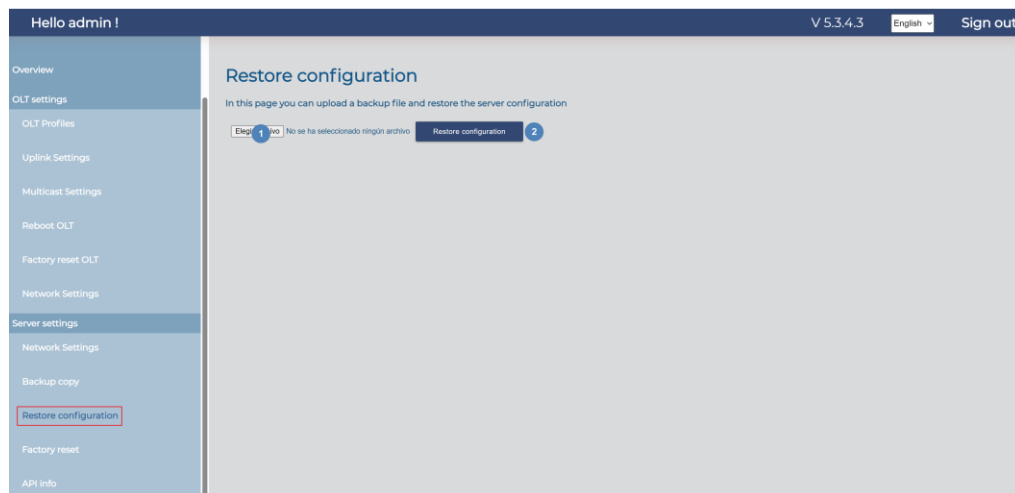 Hello admin !
V 5.3.4.3
English
Sign out
Overview
OLT settings
OLT Profiles
Uplink Settings
Multicast Settings
Reboot OLT
Factory reset OLT
Network Settings
Server settings
Network Settings
Backup copy
Restore configuration
Factory reset
API info
Restore configuration
In this page you can upload a backup file and restore the server configuration
1 No se ha seleccionado ningún archivo Restore configuration 2